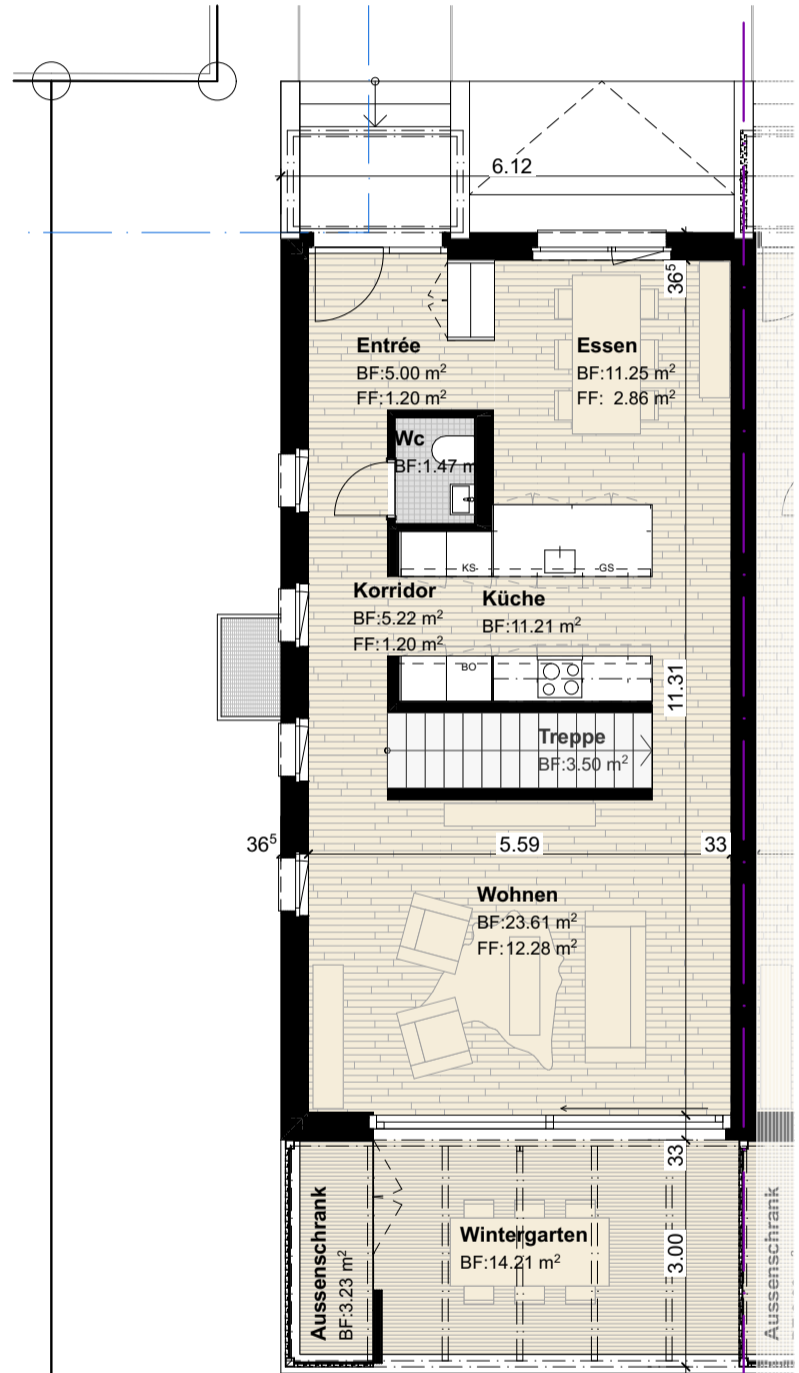 6.12
36⁵
Entrée
BF:5.00 m²
FF:1.20 m²
Essen
BF:11.25 m²
FF: 2.86 m²
Wc
BF:1.47 m
KS
GS
Korridor
BF:5.22 m²
FF:1.20 m²
Küche
BF:11.21 m²
BO
11.31
Treppe
BF:3.50 m²
36⁵
5.59
33
Wohnen
BF:23.61 m²
FF:12.28 m²
33
Aussenschrank
BF:3.23 m²
Wintergarten
BF:14.21 m²
3.00
Aussenschrank